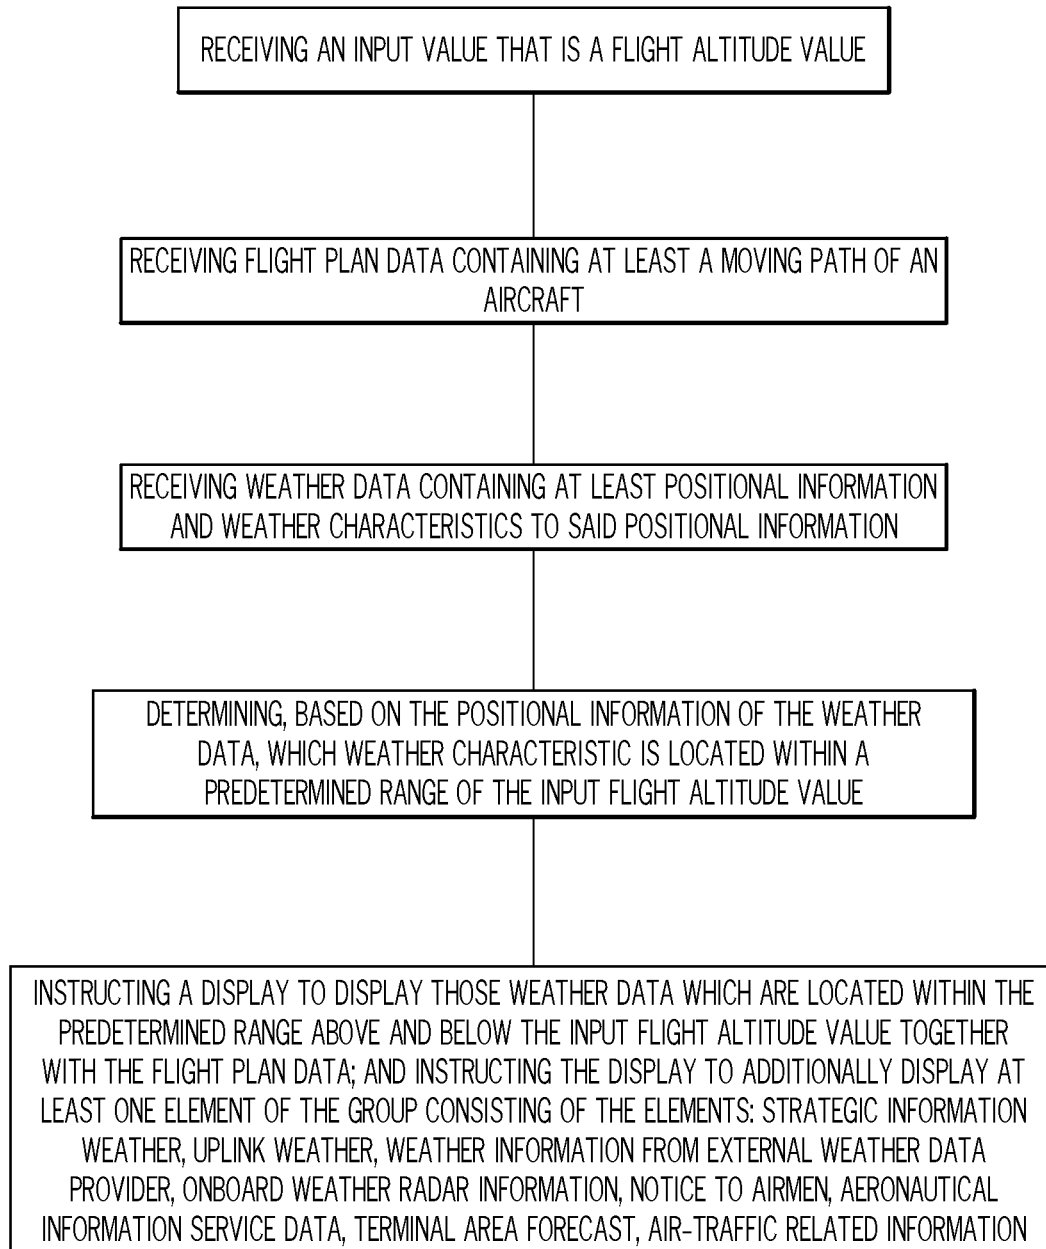 RECEIVING AN INPUT VALUE THAT IS A FLIGHT ALTITUDE VALUE
RECEIVING FLIGHT PLAN DATA CONTAINING AT LEAST A MOVING PATH OF AN
AIRCRAFT
RECEIVING WEATHER DATA CONTAINING AT LEAST POSITIONAL INFORMATION
AND WEATHER CHARACTERISTICS TO SAID POSITIONAL INFORMATION
DETERMINING, BASED ON THE POSITIONAL INFORMATION OF THE WEATHER
DATA, WHICH WEATHER CHARACTERISTIC IS LOCATED WITHIN A
PREDETERMINED RANGE OF THE INPUT FLIGHT ALTITUDE VALUE
INSTRUCTING A DISPLAY TO DISPLAY THOSE WEATHER DATA WHICH ARE LOCATED WITHIN THE
PREDETERMINED RANGE ABOVE AND BELOW THE INPUT FLIGHT ALTITUDE VALUE TOGETHER
WITH THE FLIGHT PLAN DATA; AND INSTRUCTING THE DISPLAY TO ADDITIONALLY DISPLAY AT
LEAST ONE ELEMENT OF THE GROUP CONSISTING OF THE ELEMENTS: STRATEGIC INFORMATION
WEATHER, UPLINK WEATHER, WEATHER INFORMATION FROM EXTERNAL WEATHER DATA
PROVIDER, ONBOARD WEATHER RADAR INFORMATION, NOTICE TO AIRMEN, AERONAUTICAL
INFORMATION SERVICE DATA, TERMINAL AREA FORECAST, AIR-TRAFFIC RELATED INFORMATION